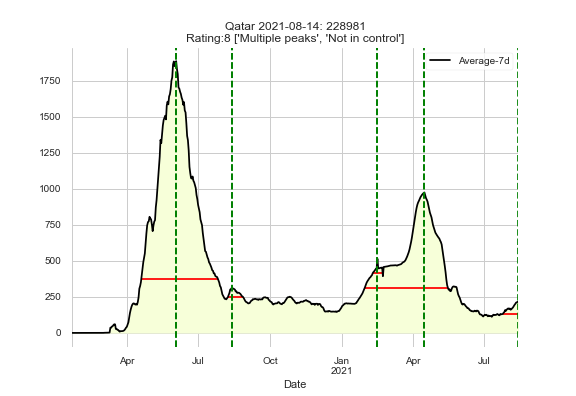 Qatar 2021-08-14: 228981
Rating:8 ['Multiple peaks', 'Not in control']
Average-7d
1750
1500
1250
1000
750
500
250
0
Apr
Jul
Oct
Jan
2021
Apr
Jul
Date